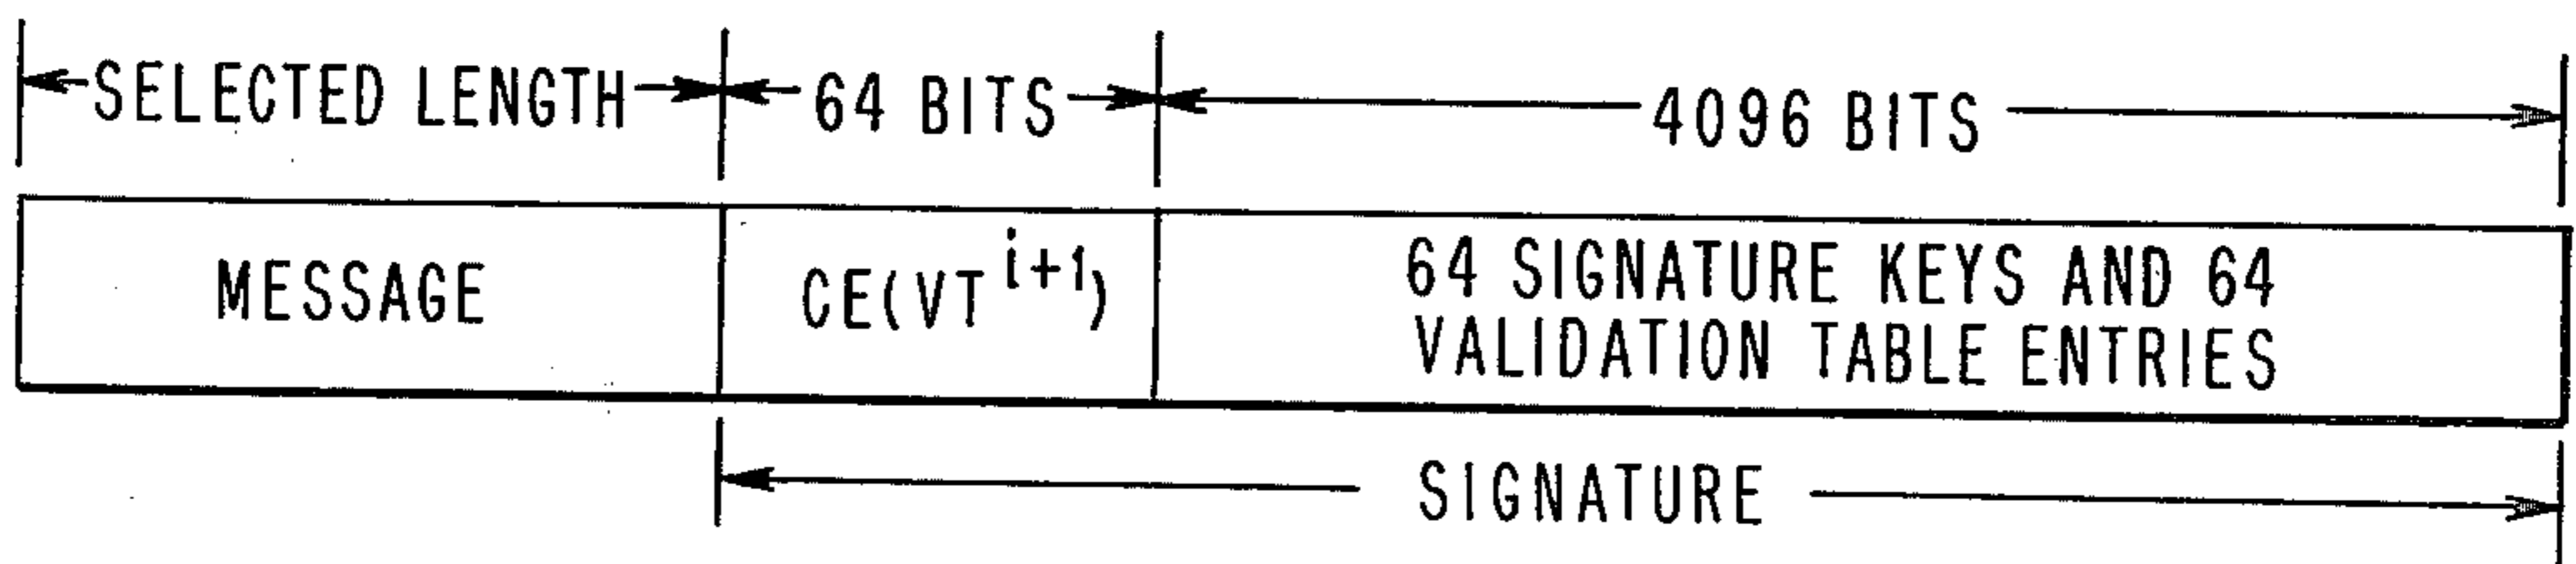 SELECTED LENGTH 64 BITS 4096 BITS
MESSAGE CE(VT^{i+1}) 64 SIGNATURE KEYS AND 64
VALIDATION TABLE ENTRIES
SIGNATURE